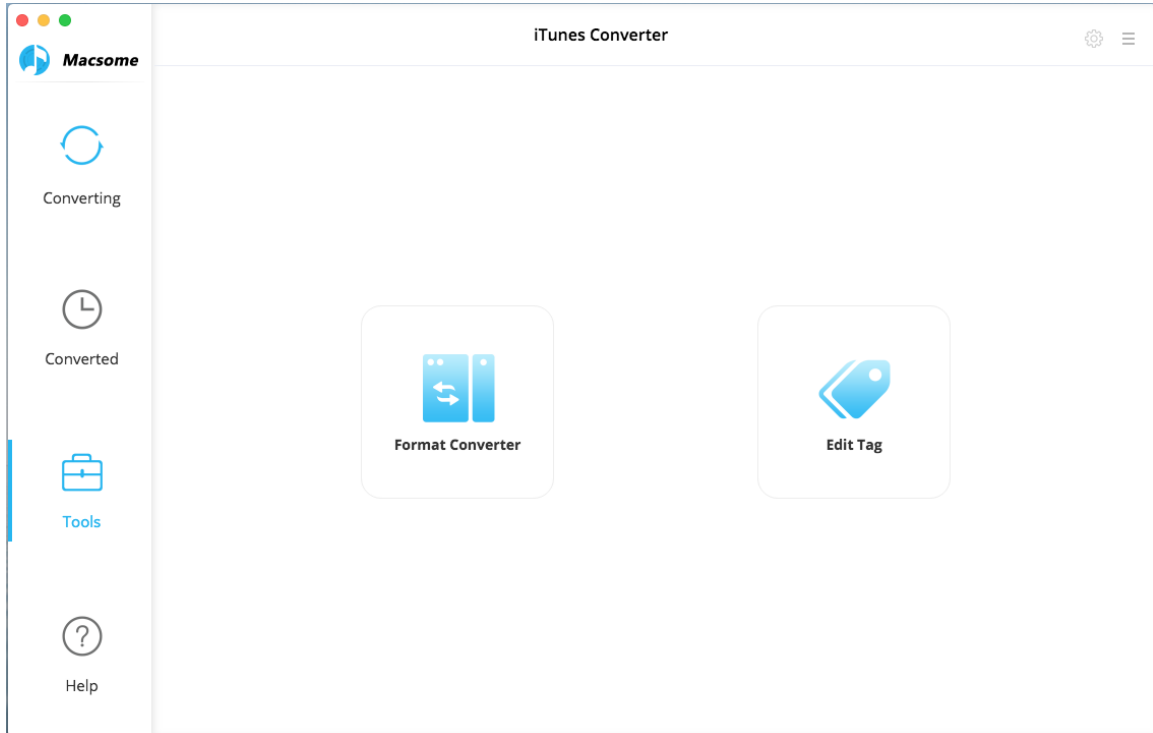 iTunes Converter
Macsome
Converting
Converted
Tools
Help
Format Converter
Edit Tag